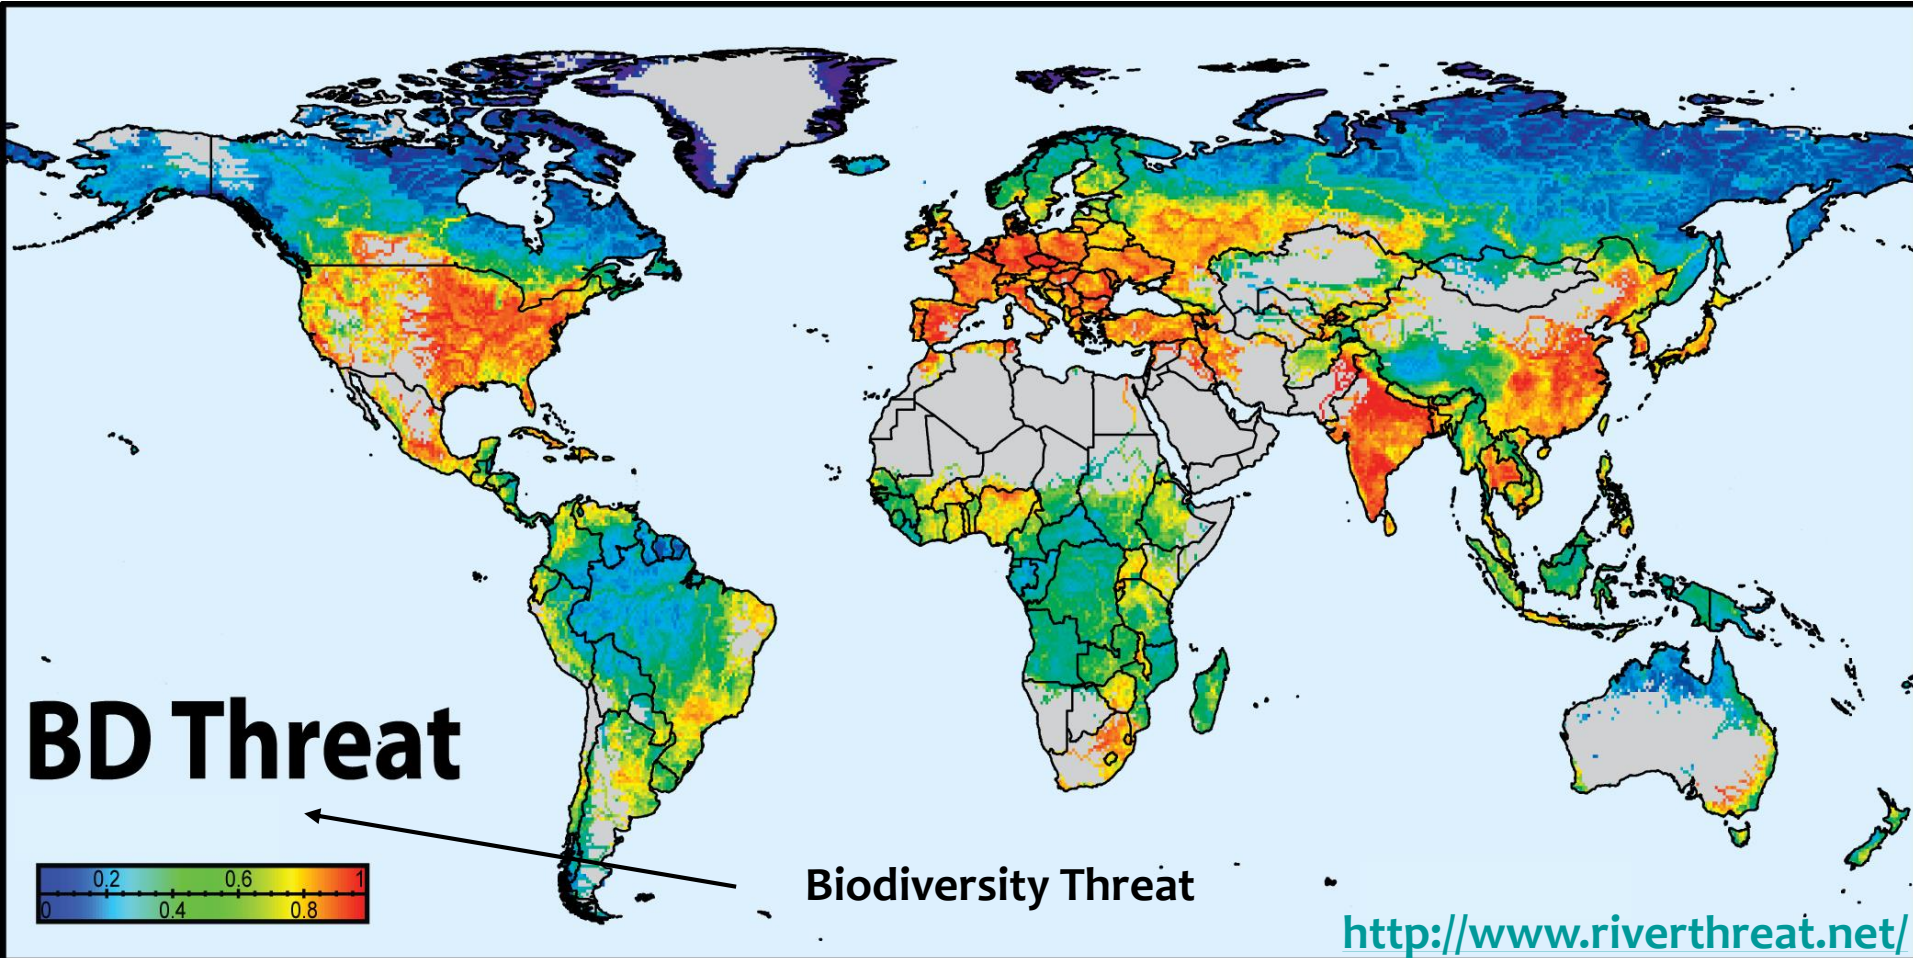 BD Threat
0.2 0.6 1
0 0.4 0.8
Biodiversity Threat
http://www.riverthreat.net/